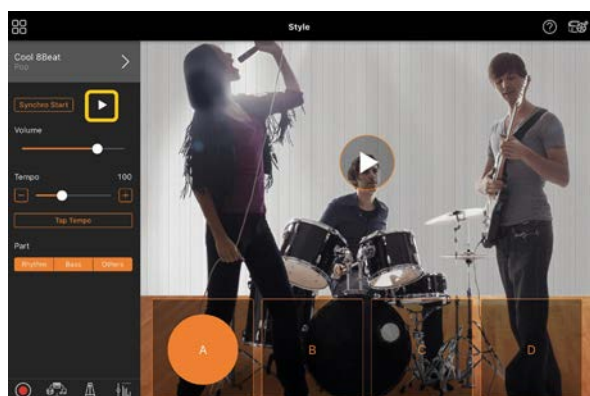 Style
Cool 8Beat
Pop
Synchro Start
Volume
Tempo 100
Tap Tempo
Part
Rhythm Bass Others
A B C D